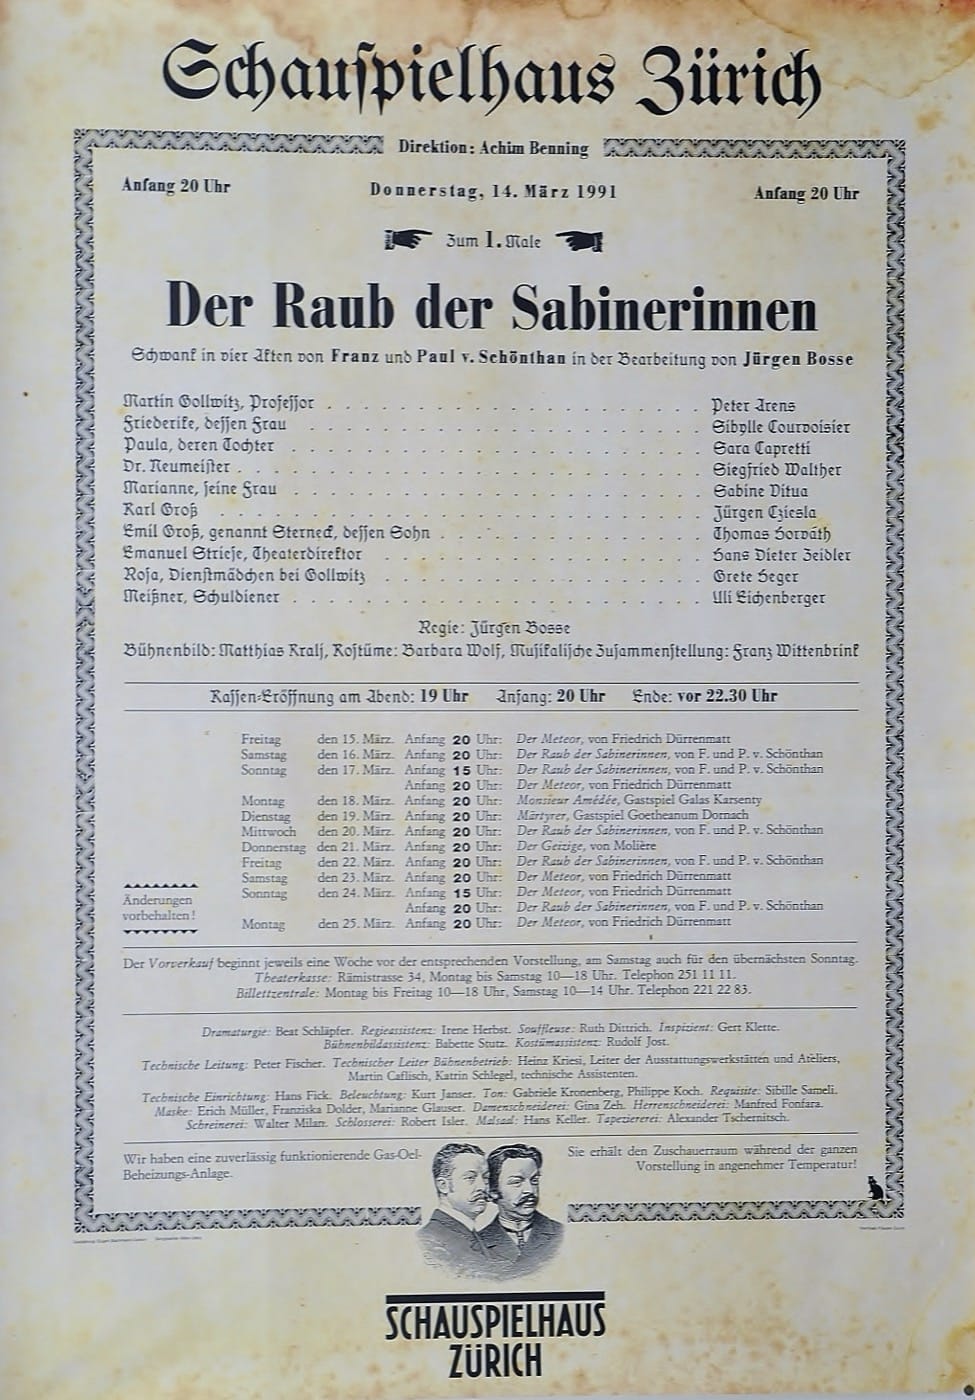 Schauspielhaus Zürich
Direktion: Achim Benning
Anfang 20 Uhr Donnerstag, 14. März 1991 Anfang 20 Uhr
Zum 1. Male
Der Raub der Sabinerinnen
Schwank in vier Akten von Franz und Paul v. Schönthan in der Bearbeitung von Jürgen Bosse
Martin Gollwitz, Professor . . . . . . . . . . . . . . . . . . . . Peter Arens
Friederike, dessen Frau . . . . . . . . . . . . . . . . . . . . Sibylle Courvoisier
Paula, deren Tochter . . . . . . . . . . . . . . . . . . . . Sara Capretti
Dr. Neumeister . . . . . . . . . . . . . . . . . . . . Siegfried Walther
Marianne, seine Frau . . . . . . . . . . . . . . . . . . . . Sabine Vitua
Karl Groß . . . . . . . . . . . . . . . . . . . . Jürgen Cziesla
Emil Groß, genannt Sterneck, dessen Sohn . . . . . . . . . . . . . Thomas Horváth
Emanuel Striese, Theaterdirektor . . . . . . . . . . . . . . . . Hans Dieter Zeidler
Rosa, Dienstmädchen bei Gollwitz . . . . . . . . . . . . . . . . Grete Heger
Meißner, Schuldiener . . . . . . . . . . . . . . . . . . . . Uli Eichenberger
Regie: Jürgen Bosse
Bühnenbild: Matthias Kralj, Kostüme: Barbara Wolf, Musikalische Zusammenstellung: Franz Wittenbrink
Kassen-Eröffnung am Abend: 19 Uhr Anfang: 20 Uhr Ende: vor 22.30 Uhr
Freitag den 15. März. Anfang 20 Uhr: Der Meteor, von Friedrich Dürrenmatt
Samstag den 16. März. Anfang 20 Uhr: Der Raub der Sabinerinnen, von F. und P. v. Schönthan
Sonntag den 17. März. Anfang 15 Uhr: Der Raub der Sabinerinnen, von F. und P. v. Schönthan
Anfang 20 Uhr: Der Meteor, von Friedrich Dürrenmatt
Montag den 18. März. Anfang 20 Uhr: Monsieur Amédée, Gastspiel Galas Karsenty
Dienstag den 19. März. Anfang 20 Uhr: Märtyrer, Gastspiel Goetheanum Dornach
Mittwoch den 20. März. Anfang 20 Uhr: Der Raub der Sabinerinnen, von F. und P. v. Schönthan
Donnerstag den 21. März. Anfang 20 Uhr: Der Geizige, von Molière
Freitag den 22. März. Anfang 20 Uhr: Der Raub der Sabinerinnen, von F. und P. v. Schönthan
Samstag den 23. März. Anfang 20 Uhr: Der Meteor, von Friedrich Dürrenmatt
Sonntag den 24. März. Anfang 15 Uhr: Der Meteor, von Friedrich Dürrenmatt
Anfang 20 Uhr: Der Raub der Sabinerinnen, von F. und P. v. Schönthan
Montag den 25. März. Anfang 20 Uhr: Der Meteor, von Friedrich Dürrenmatt
Änderungen
vorbehalten!
Der Vorverkauf beginnt jeweils eine Woche vor der entsprechenden Vorstellung, am Samstag auch für den übernächsten Sonntag.
Theaterkasse: Rämistrasse 34, Montag bis Samstag 10—18 Uhr. Telephon 251 11 11.
Billettzentrale: Montag bis Freitag 10—18 Uhr, Samstag 10—14 Uhr. Telephon 221 22 83.
Dramaturgie: Beat Schläpfer. Regieassistenz: Irene Herbst. Souffleuse: Ruth Dittrich. Inspizient: Gert Klette.
Bühnenbildassistenz: Babette Stutz. Kostümassistenz: Rudolf Jost.
Technische Leitung: Peter Fischer. Technischer Leiter Bühnenbetrieb: Heinz Kriesi, Leiter der Ausstattungswerkstätten und Ateliers,
Martin Caflisch, Katrin Schlegel, technische Assistenten.
Technische Einrichtung: Hans Fick. Beleuchtung: Kurt Janser. Ton: Gabriele Kronenberg, Philippe Koch. Requisite: Sibille Sameli.
Maske: Erich Müller, Franziska Dolder, Marianne Glauser. Damenschneiderei: Gina Zeh. Herrenschneiderei: Manfred Fonfara.
Schreinerei: Walter Milan. Schlosserei: Robert Isler. Malsaal: Hans Keller. Tapeziererei: Alexander Tschernitsch.
Wir haben eine zuverlässig funktionierende Gas-Oel-
Beheizungs-Anlage.
Sie erhält den Zuschauerraum während der ganzen
Vorstellung in angenehmer Temperatur!
SCHAUSPIELHAUS
ZÜRICH